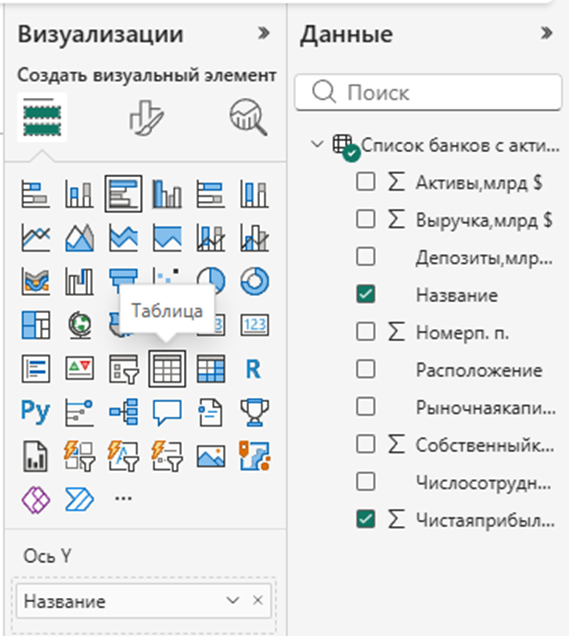 Визуализации
Создать визуальный элемент
Таблица
123
R
Py
Ось Y
Название
Данные
Поиск
Список банков с акти...
Активы,млрд $
Выручка,млрд $
Депозиты,млр...
Название
Номерп. п.
Расположение
Рыночнаякапи...
Собственныйк...
Числосотрудн...
Чистаяприбыл...